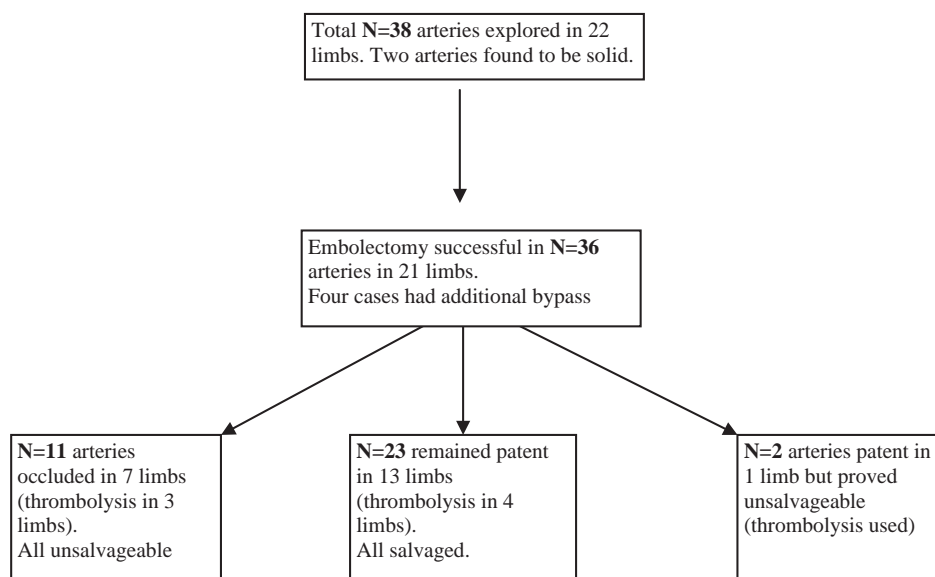 Total N=38 arteries explored in 22
limbs. Two arteries found to be solid.
Embolectomy successful in N=36
arteries in 21 limbs.
Four cases had additional bypass
N=11 arteries
occluded in 7 limbs
(thrombolysis in 3
limbs).
All unsalvageable
N=23 remained patent
in 13 limbs
(thrombolysis in 4
limbs).
All salvaged.
N=2 arteries patent in
1 limb but proved
unsalvageable
(thrombolysis used)